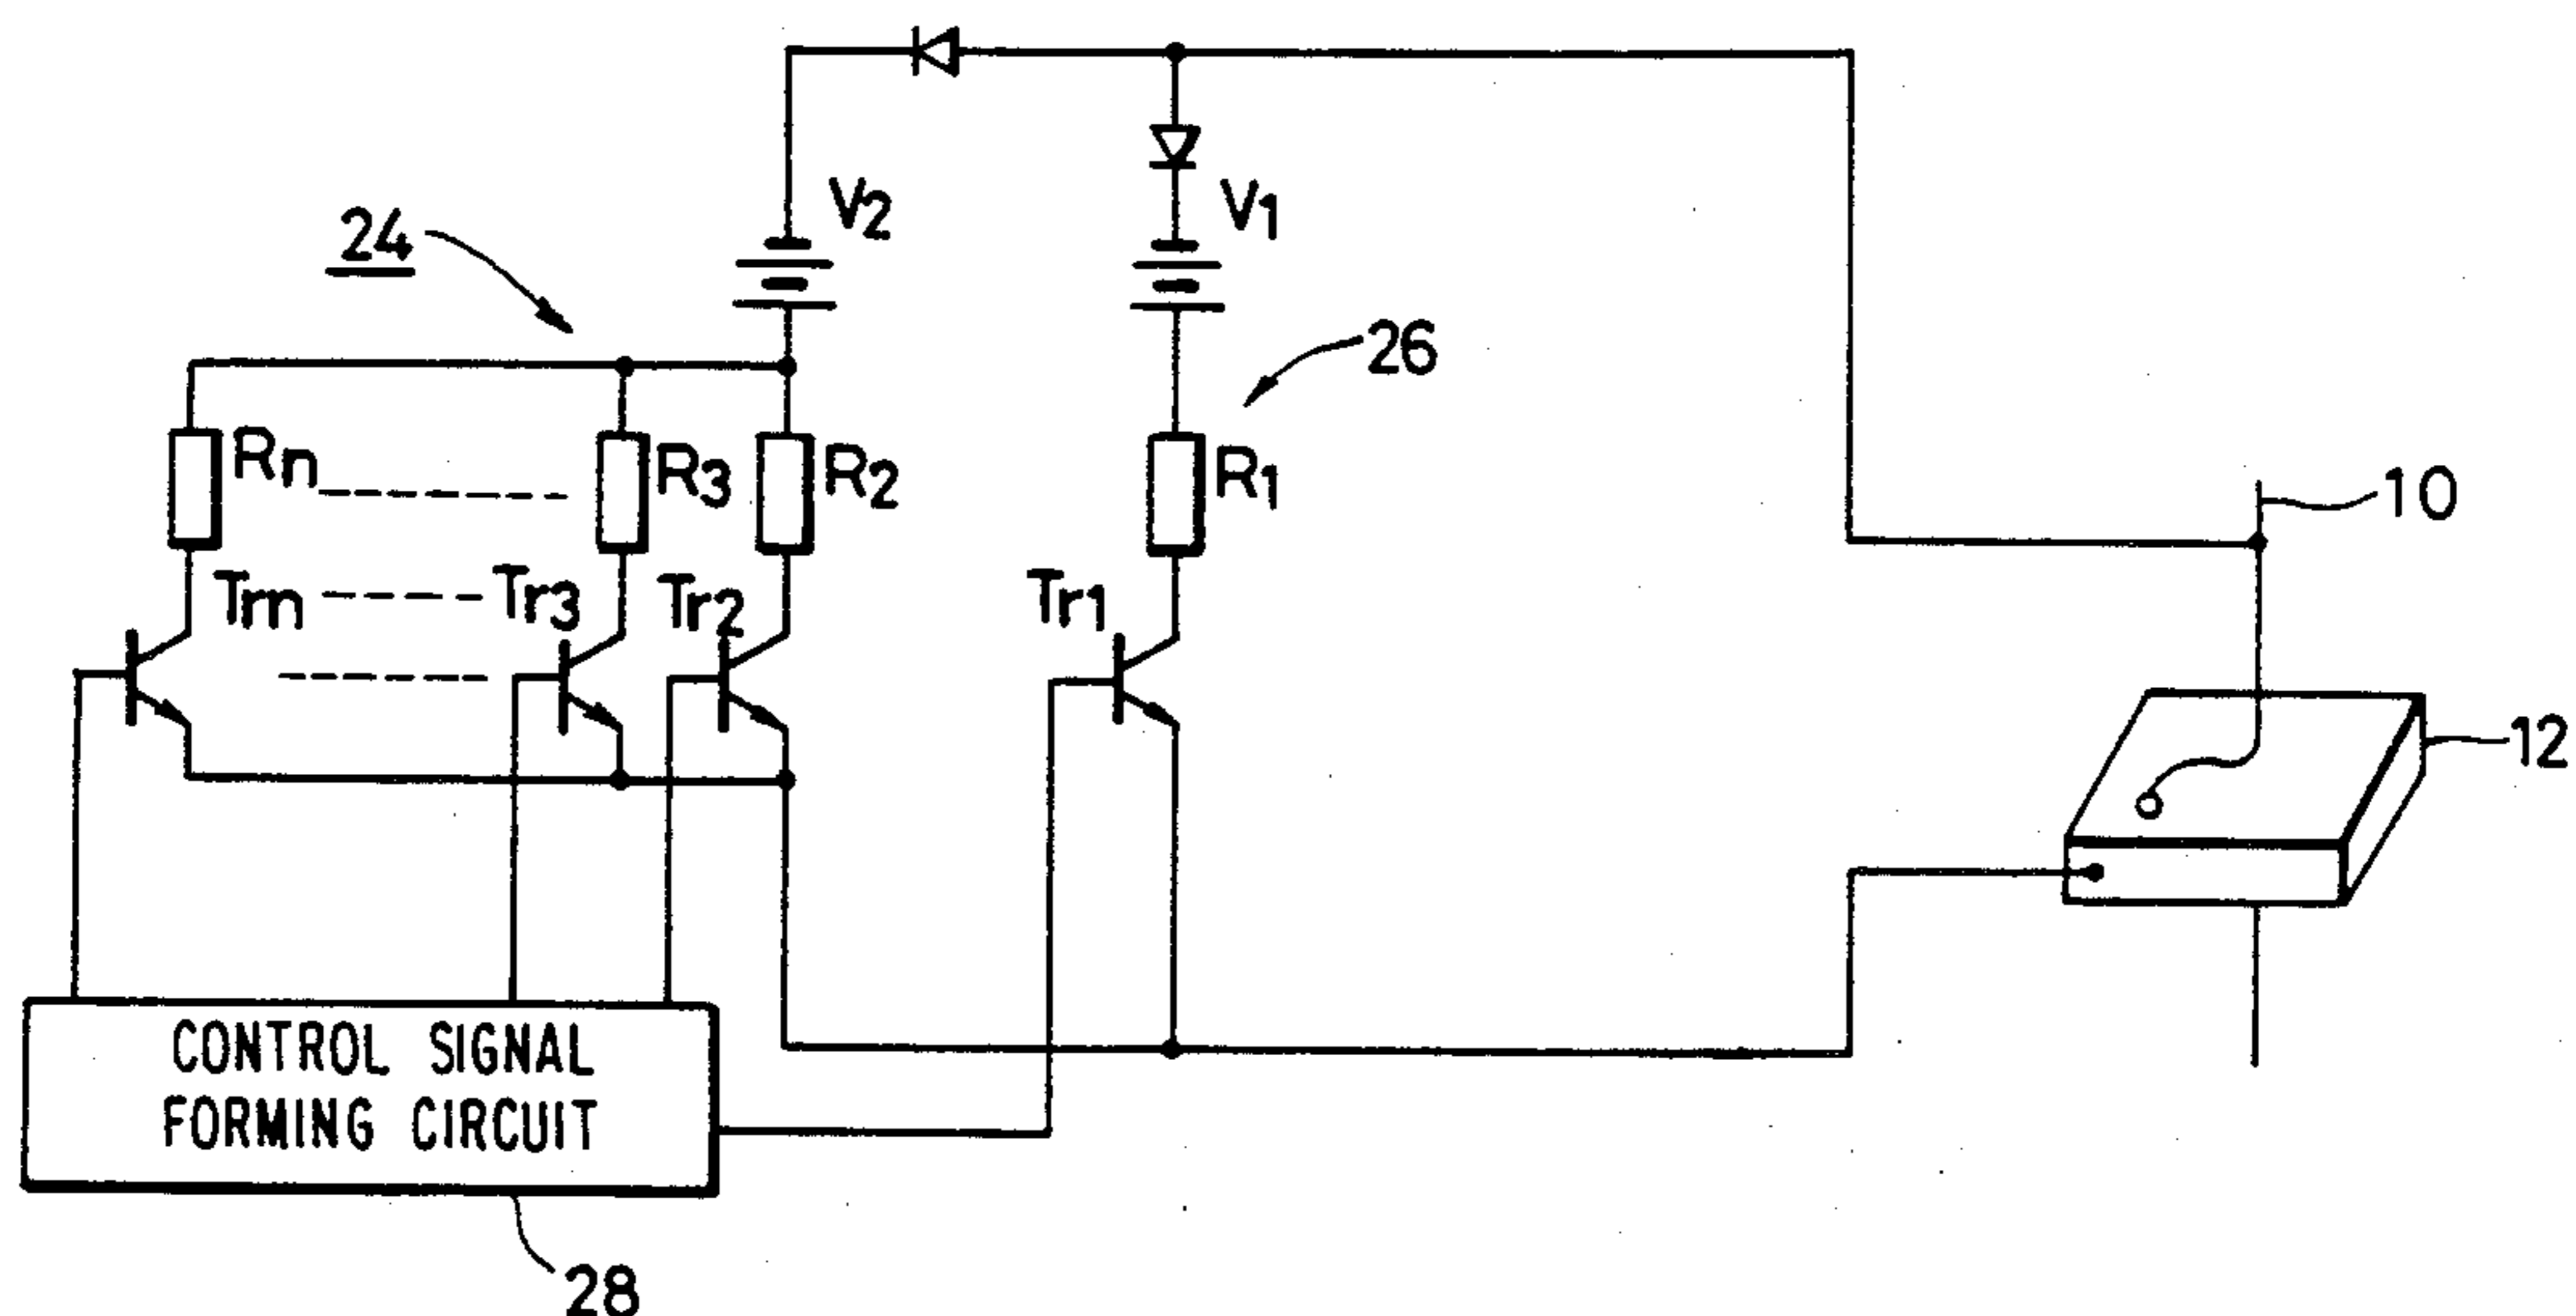 V2
V1
24
26
Rn
R3
R2
R1
10
Trn
Tr3
Tr2
Tr1
12
CONTROL SIGNAL
FORMING CIRCUIT
28